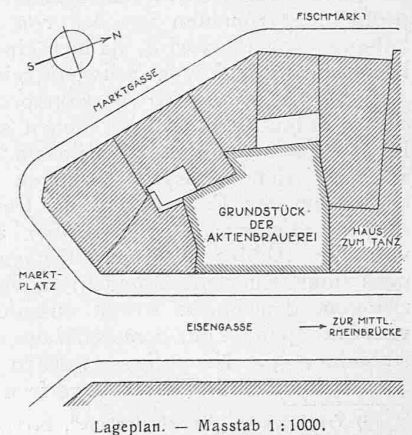 FISCHMARKT
N
S
MARKTGASSE
GRUNDSTÜCK
DER
AKTIENBRAUEREI
HAUS
ZUM TANZ
MARKT-
PLATZ
EISENGASSE
ZUR MITTL.
RHEINBRÜCKE
Lageplan. — Masstab 1:1000.